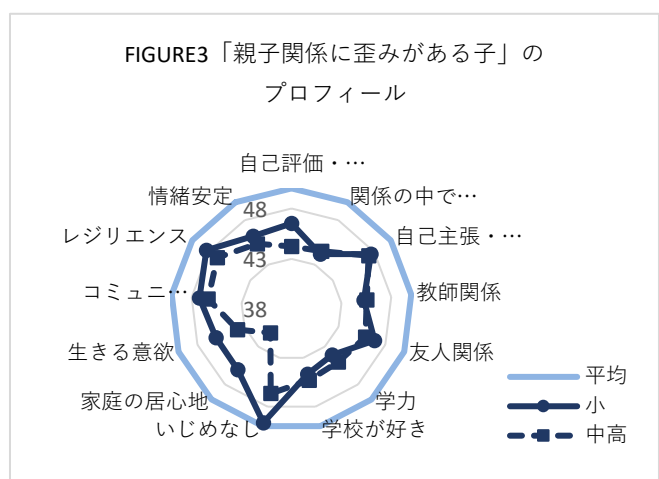 FIGURE3「親子関係に歪みがある子」の
プロフィール
自己評価・…
関係の中で…
自己主張・…
教師関係
友人関係
学力
学校が好き
いじめなし
家庭の居心地
生きる意欲
コミュニ…
レジリエンス
情緒安定
48
43
38
平均
小
中高